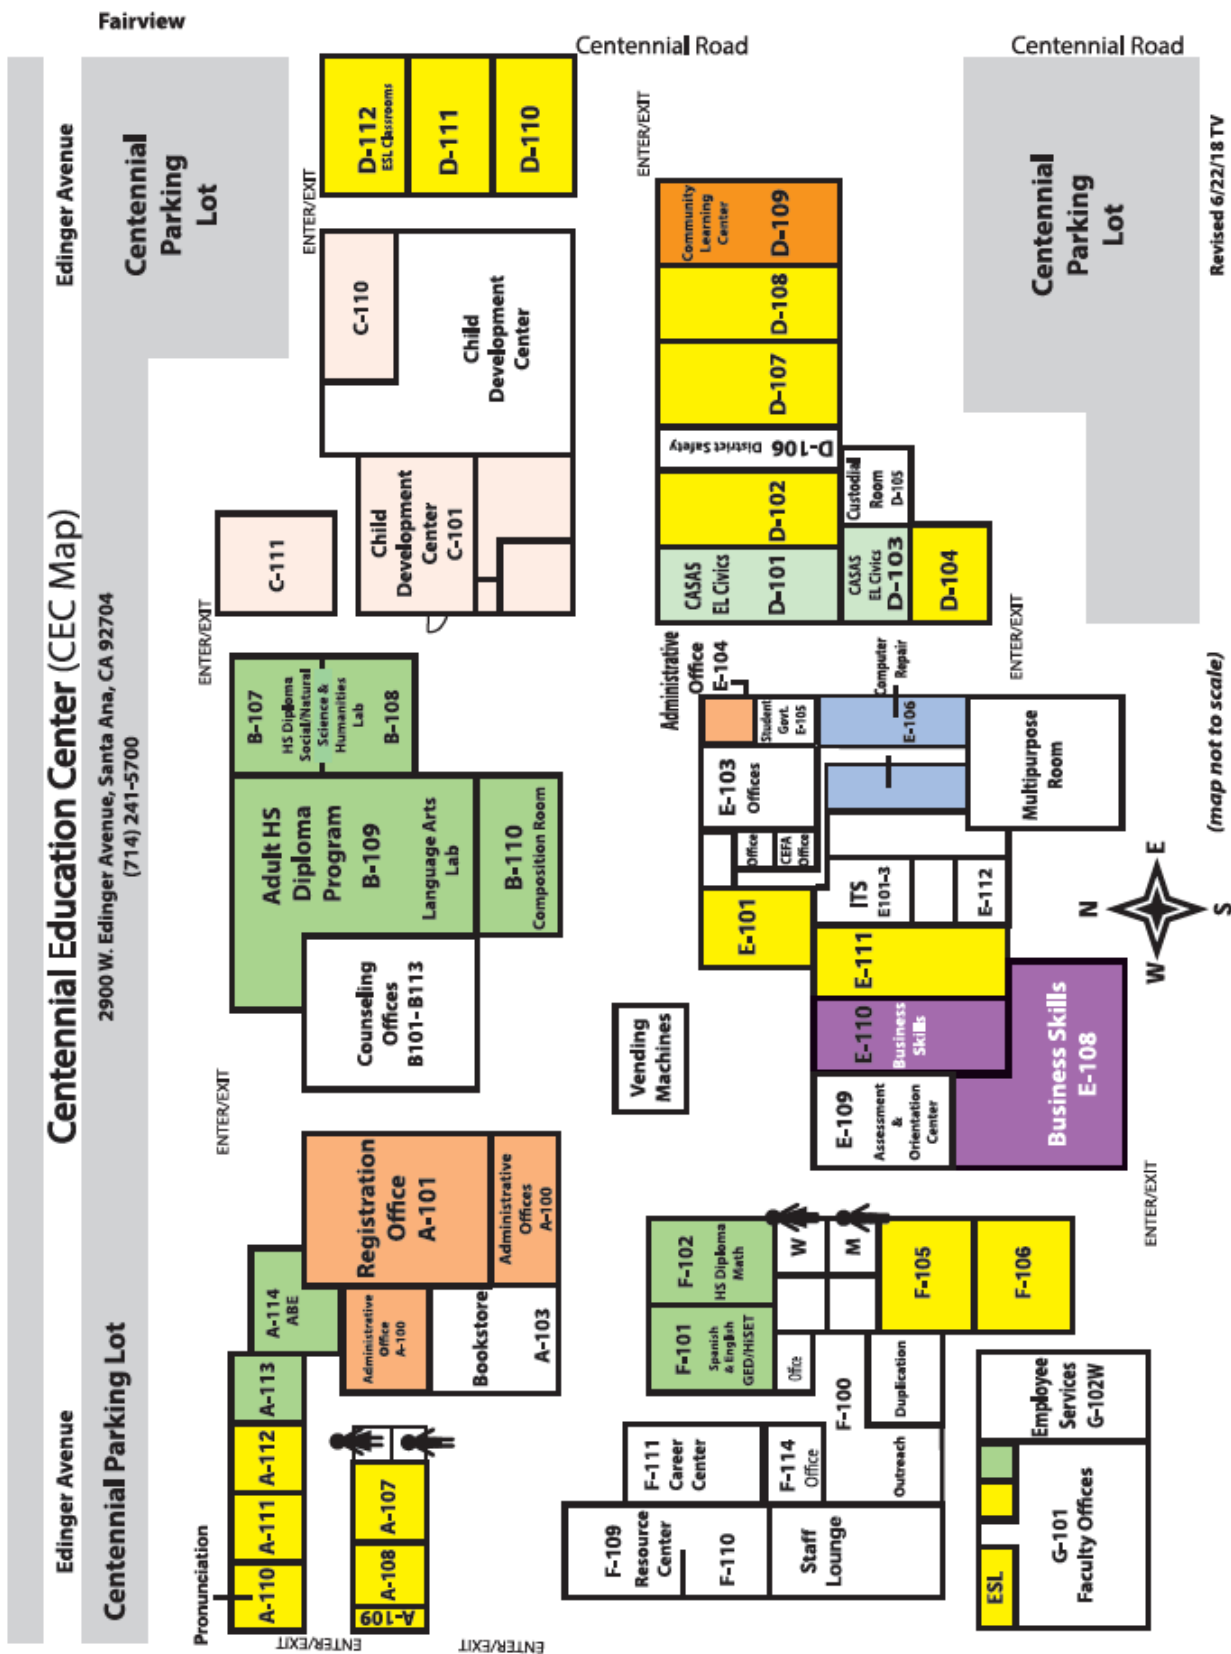 Centennial Education Center (CEC Map)
2900 W. Edinger Avenue, Santa Ana, CA 92704
(714) 241-5700
Edinger Avenue
Edinger Avenue
Fairview
Centennial Parking Lot
Centennial
Parking
Lot
Pronunciation
A-110
A-111
A-112
A-113
A-114
ABE
A-109
A-108
A-107
Administrative
Office
A-100
Registration
Office
A-101
Bookstore
A-103
Administrative
Offices
A-100
ENTER/EXIT
ENTER/EXIT
ENTER/EXIT
Counseling
Offices
B101-B113
Adult HS
Diploma
Program
B-109
Language Arts
Lab
B-110
Composition Room
B-107
HS Diploma
Social/Natural
Science &
Humanities
Lab
B-108
ENTER/EXIT
C-111
Child
Development
Center
C-101
C-110
Child
Development
Center
ENTER/EXIT
D-112
ESL Classrooms
D-111
D-110
Centennial Road
Centennial Road
F-109
Resource
Center
F-110
Staff
Lounge
F-111
Career
Center
F-114
Office
Outreach
F-100
Duplication
Office
F-101
Spanish
& English
GED/HiSET
F-102
HS Diploma
Math
W
M
F-105
F-106
ESL
G-101
Faculty Offices
Employee
Services
G-102W
ENTER/EXIT
Vending
Machines
E-109
Assessment
&
Orientation
Center
E-110
Business
Skills
Business Skills
E-108
E-111
E-101
ITS
E101-3
E-112
Office
CEFA
Office
E-103
Offices
Administrative
Office
E-104
Student
Govt.
E-105
E-106
Computer
Repair
Multipurpose
Room
ENTER/EXIT
CASAS
EL Civics
D-101
D-102
D-106 District Safety
D-107
D-108
Community
Learning
Center
D-109
CASAS
EL Civics
D-103
Custodial
Room
D-105
D-104
ENTER/EXIT
Centennial
Parking
Lot
N
W
E
S
(map not to scale)
Revised 6/22/18 TV